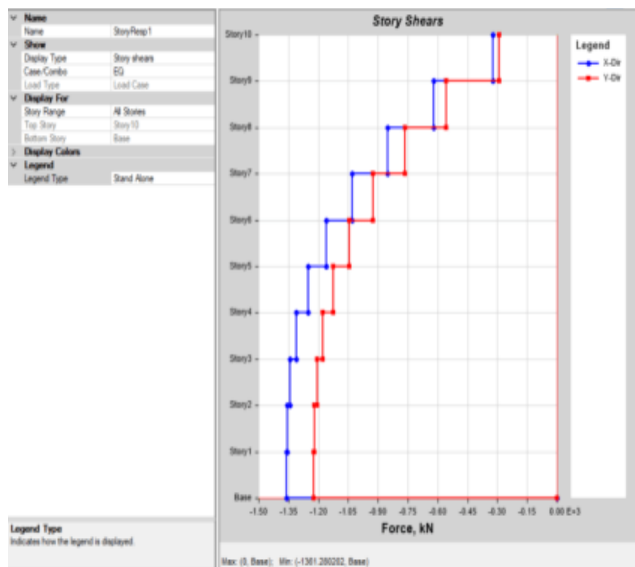 Name
Name StoryResp1
Show
Display Type Story shears
Case/Combo EQ
Load Type Load Case
Display For
Story Range All Stories
Top Story Story10
Bottom Story Base
Display Colors
Legend
Legend Type Stand Alone
Legend Type
Indicates how the legend is displayed.
Story Shears
Story10
Story9
Story8
Story7
Story6
Story5
Story4
Story3
Story2
Story1
Base
-1.50 -1.35 -1.20 -1.05 -0.90 -0.75 -0.60 -0.45 -0.30 -0.15 0.00 E+3
Force, kN
Legend
X-Dir
Y-Dir
Max: (0, Base); Min: (-1361.280282, Base)